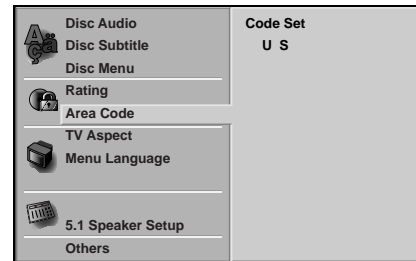 Disc Audio
Disc Subtitle
Disc Menu
Rating
Area Code
TV Aspect
Menu Language
5.1 Speaker Setup
Others
Code Set
U S